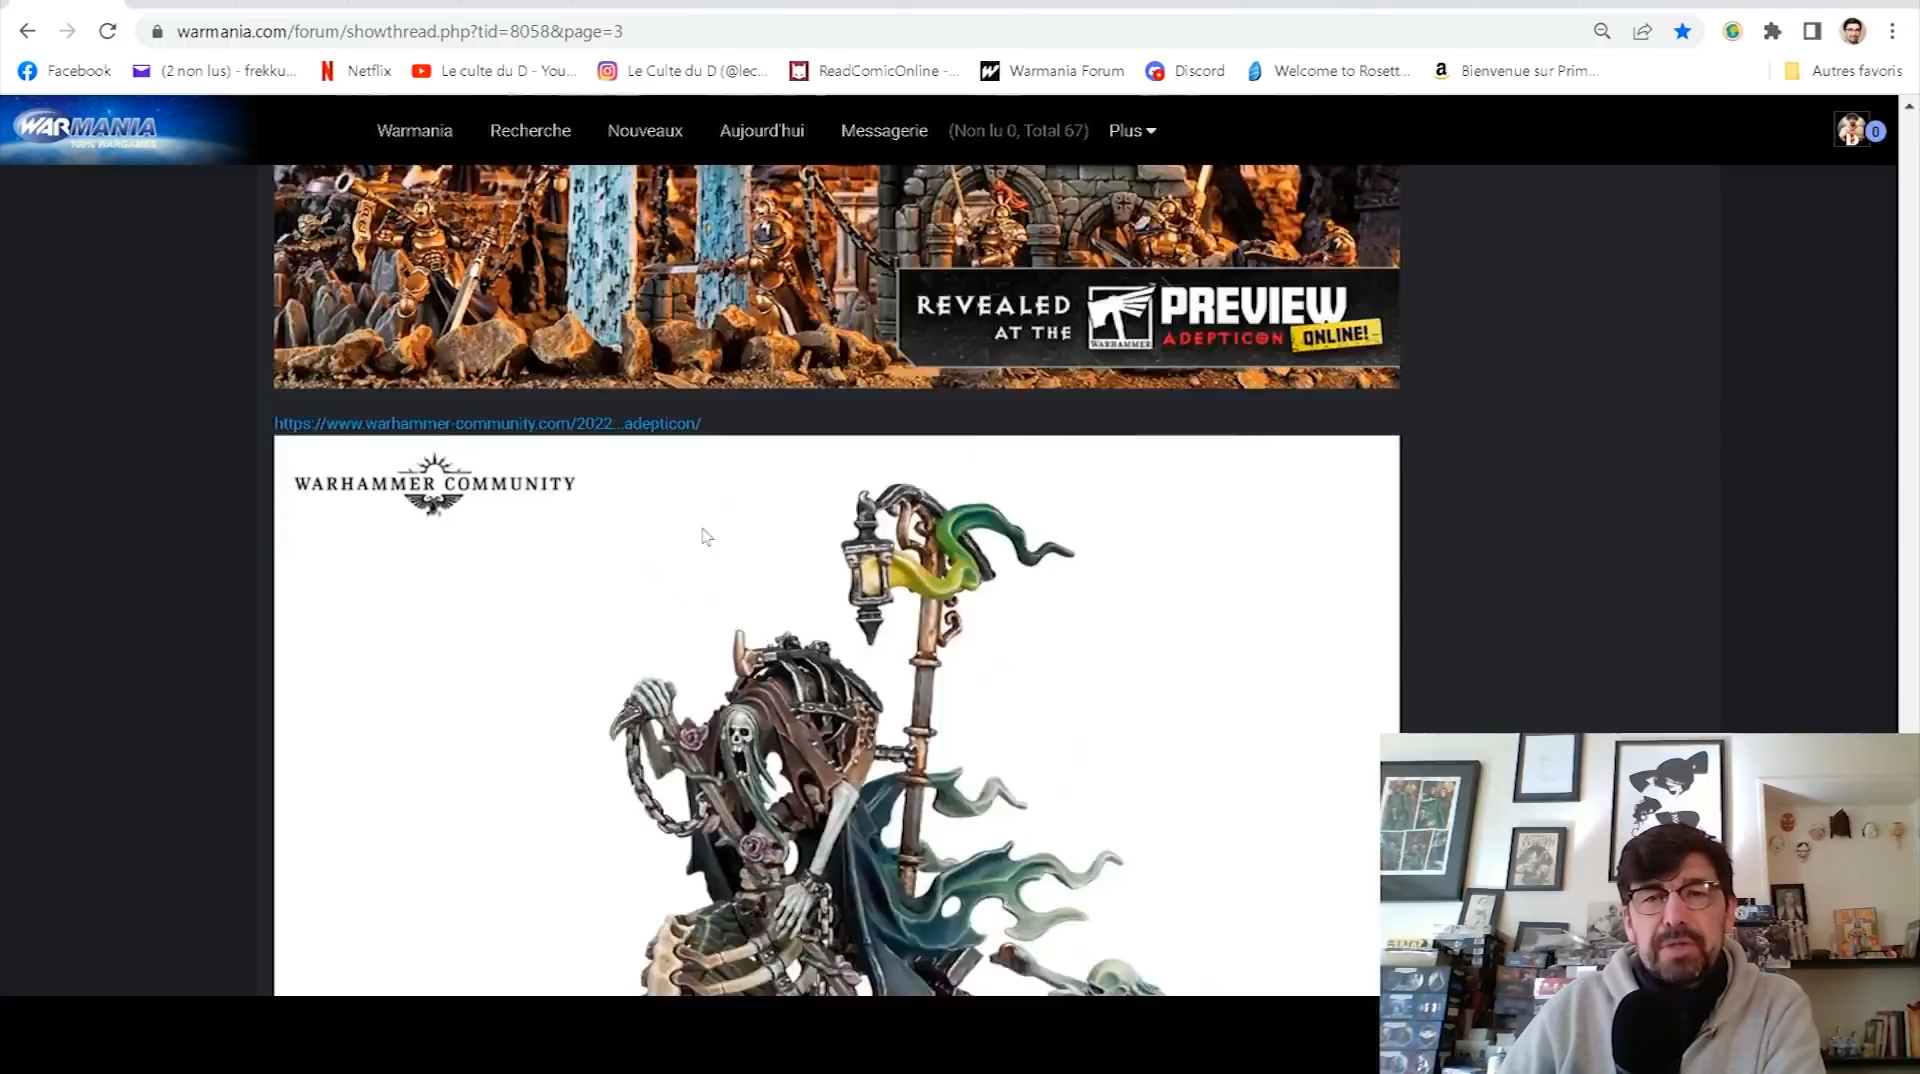 warmania.com/forum/showthread.php?tid=8058&page=3
Facebook
(2 non lus) - frekku...
Netflix
Le culte du D - You...
Le Culte du D (@lec...
ReadComicOnline -...
Warmania Forum
Discord
Welcome to Rosett...
Bienvenue sur Prim...
Autres favoris
WARMANIA
100% WARGAMES
Warmania
Recherche
Nouveaux
Aujourd'hui
Messagerie (Non lu 0, Total 67)
Plus
0
REVEALED
AT THE
WARHAMMER
PREVIEW
ADEPTICON
ONLINE!
https://www.warhammer-community.com/2022...adepticon/
WARHAMMER COMMUNITY